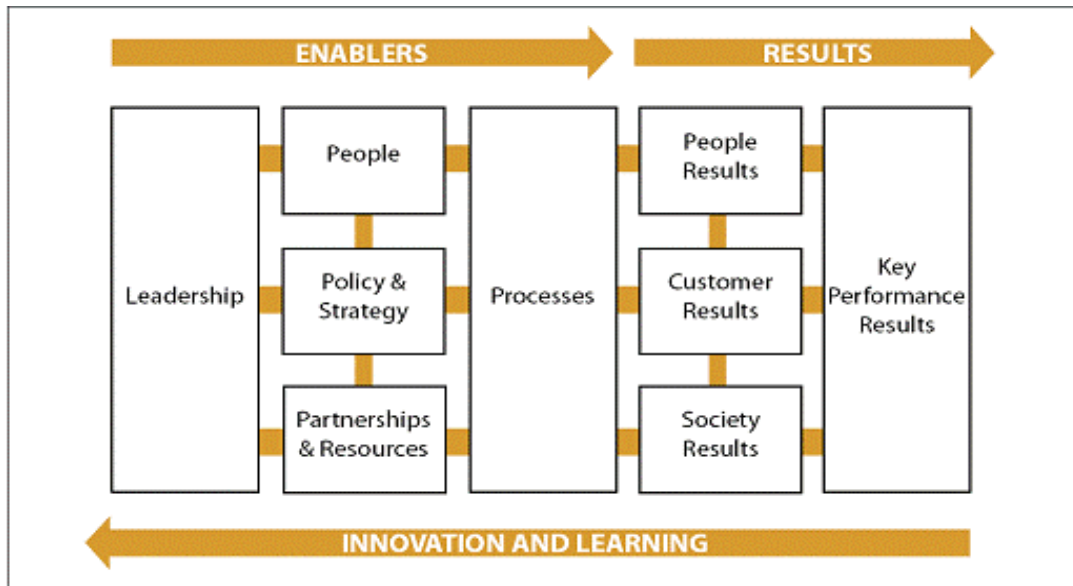 ENABLERS
RESULTS
Leadership
People
Policy &
Strategy
Partnerships
& Resources
Processes
People
Results
Customer
Results
Society
Results
Key
Performance
Results
INNOVATION AND LEARNING